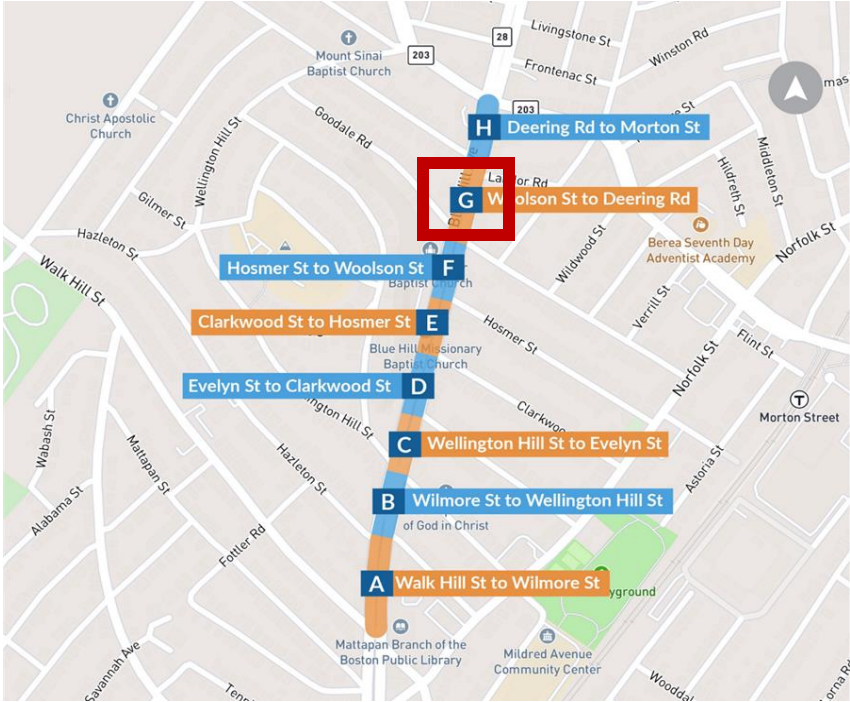 Livingstone St
28
Winston Rd
203
Mount Sinai
Baptist Church
Frontenac St
Christ Apostolic
Church
Goodale Rd
203
H Deering Rd to Morton St
Wellington Hill St
Middleton St
Hildreth St
G Woolson St to Deering Rd
Gilmer St
Hazleton St
Walk Hill St
Berea Seventh Day
Adventist Academy
Norfolk St
Wildwood St
Hosmer St to Woolson St F
Baptist Church
Verrill St
Clarkwood St to Hosmer St E
Hosmer St
Flint St
Blue Hill Missionary
Baptist Church
Norfolk St
Evelyn St to Clarkwood St D
T
Morton Street
Wabash St
Mattapan St
Hazleton St
C Wellington Hill St to Evelyn St
Astoria St
B Wilmore St to Wellington Hill St
of God in Christ
Alabama St
Fottler Rd
A Walk Hill St to Wilmore St
Mattapan Branch of the
Boston Public Library
Mildred Avenue
Community Center
Savannah Ave